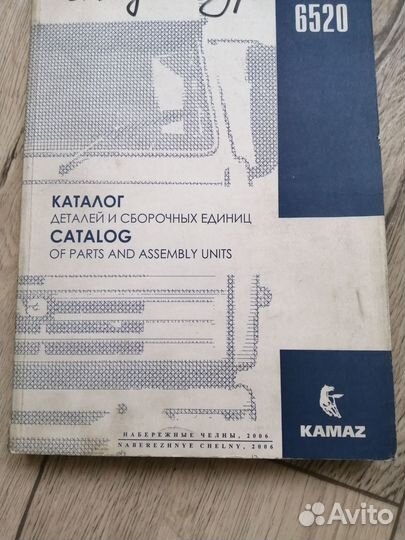 6520
КАТАЛОГ
ДЕТАЛЕЙ И СБОРОЧНЫХ ЕДИНИЦ
CATALOG
OF PARTS AND ASSEMBLY UNITS
KAMAZ
НАБЕРЕЖНЫЕ ЧЕЛНЫ, 2006
NABEREZHNYE CHELNY, 2006
Avito